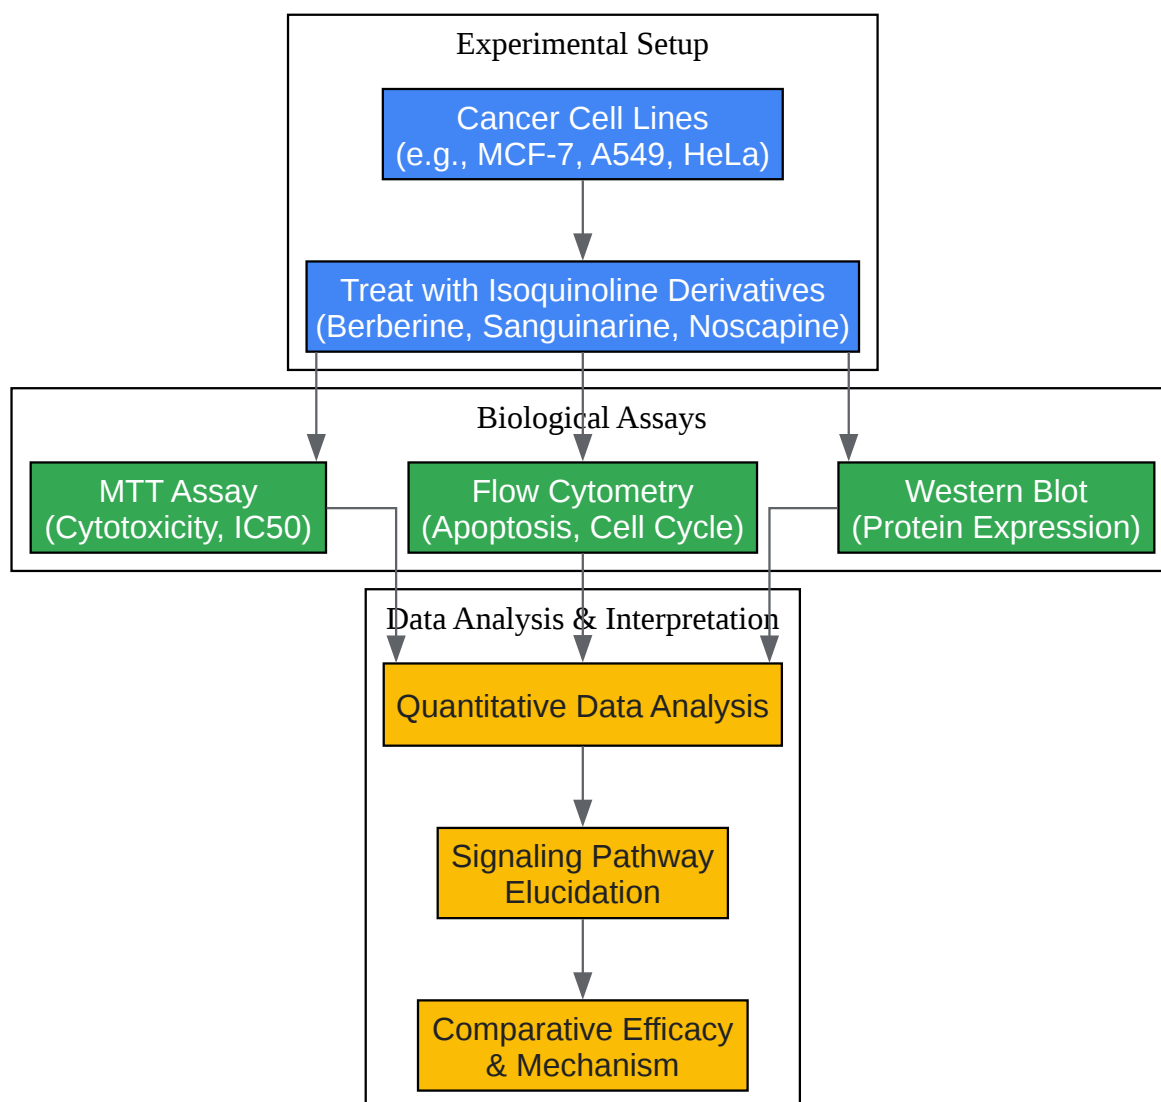 Experimental Setup
Cancer Cell Lines
(e.g., MCF-7, A549, HeLa)
Treat with Isoquinoline Derivatives
(Berberine, Sanguinarine, Noscapine)
Biological Assays
MTT Assay
(Cytotoxicity, IC50)
Flow Cytometry
(Apoptosis, Cell Cycle)
Western Blot
(Protein Expression)
Data Analysis & Interpretation
Quantitative Data Analysis
Signaling Pathway
Elucidation
Comparative Efficacy
& Mechanism